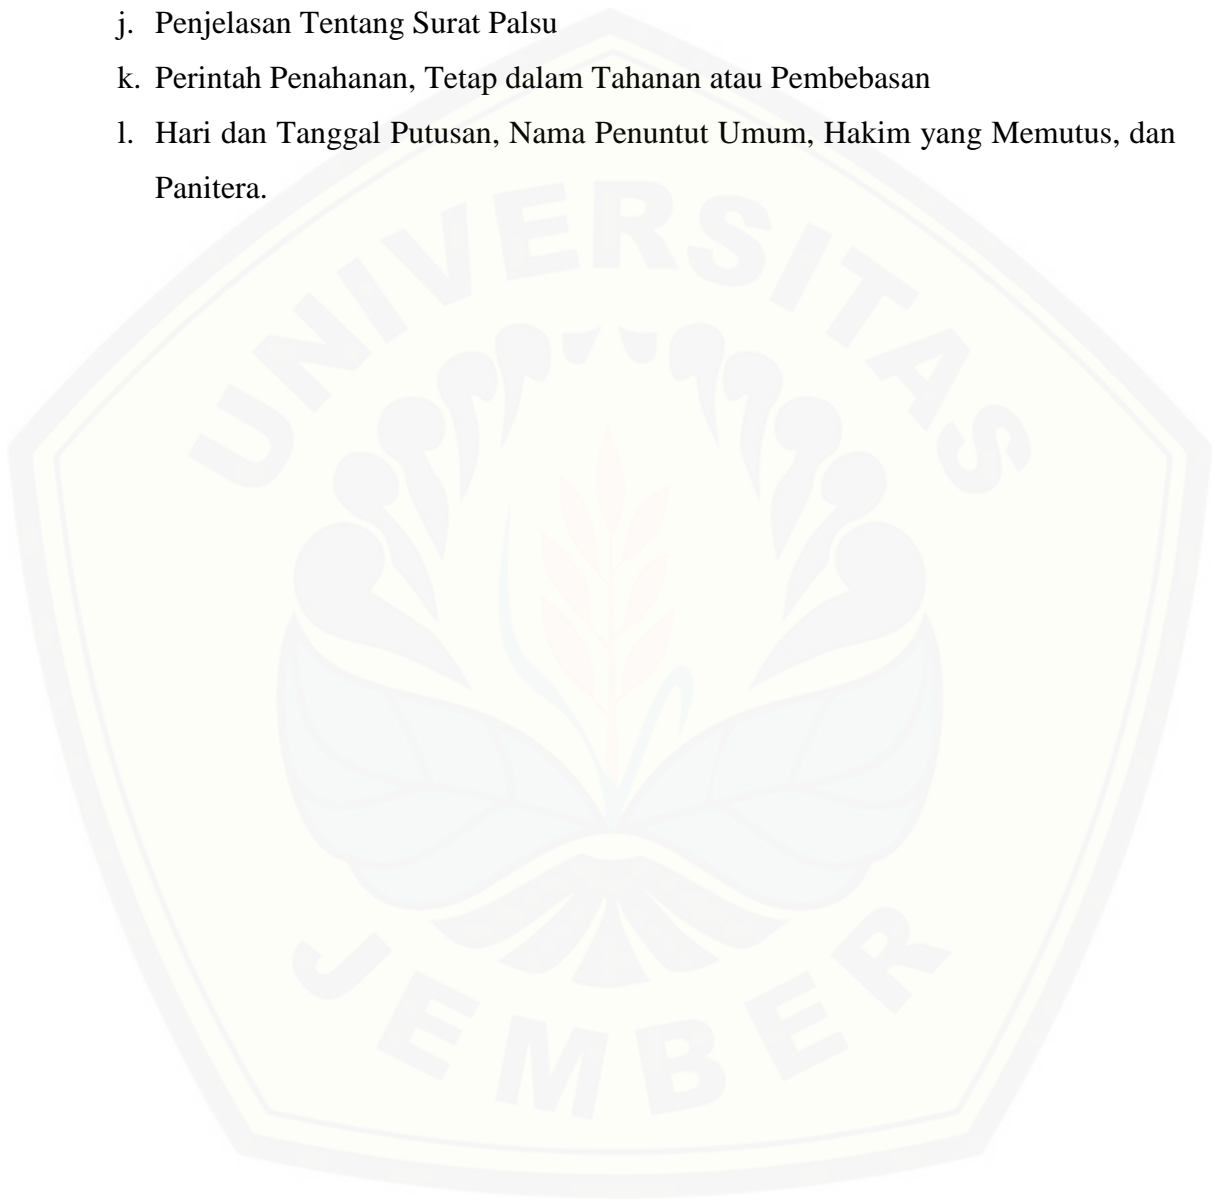 j. Penjelasan Tentang Surat Palsu
k. Perintah Penahanan, Tetap dalam Tahanan atau Pembebasan
l. Hari dan Tanggal Putusan, Nama Penuntut Umum, Hakim yang Memutus, dan
Panitera.
UNIVERSITAS
JEMBER